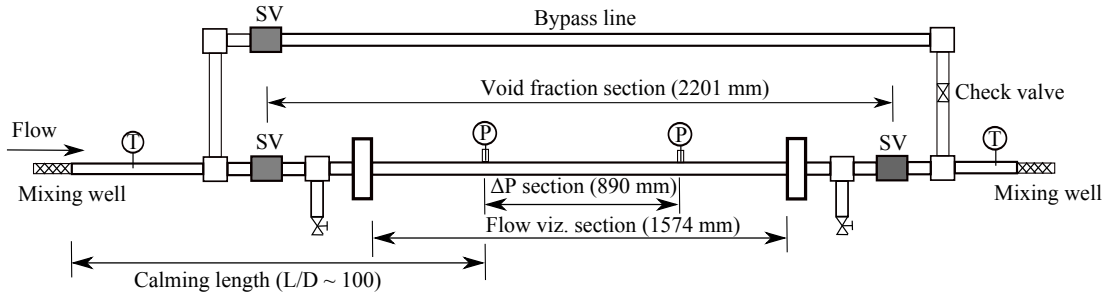 SV
Bypass line
Void fraction section (2201 mm)
Check valve
Flow
T
SV
P
P
SV
T
Mixing well
ΔP section (890 mm)
Mixing well
Flow viz. section (1574 mm)
Calming length (L/D ~ 100)